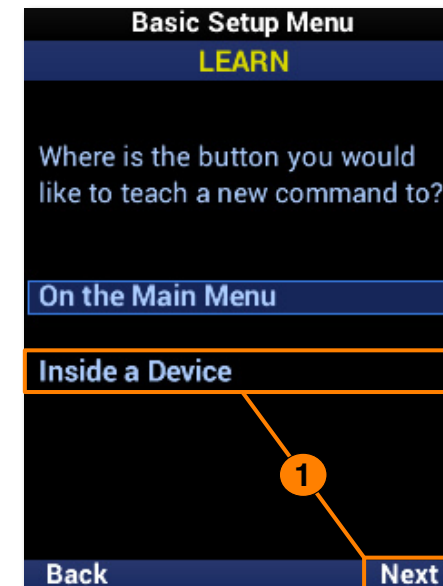 Basic Setup Menu
LEARN
Where is the button you would
like to teach a new command to?
On the Main Menu
Inside a Device
1
Back Next